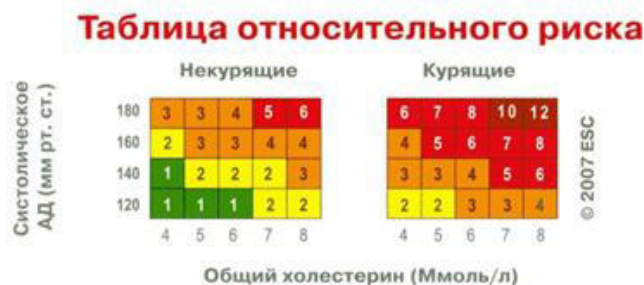 Таблица относительного риска
Некурящие Курящие
Систолическое
АД (мм рт. ст.)
180 3 3 4 5 6 6 7 8 10 12
160 2 3 3 4 4 4 5 6 7 8
140 1 2 2 2 3 3 3 4 5 6
120 1 1 1 2 2 2 2 3 3 4
4 5 6 7 8 4 5 6 7 8
Общий холестерин (Ммоль/л)
© 2007 ESC